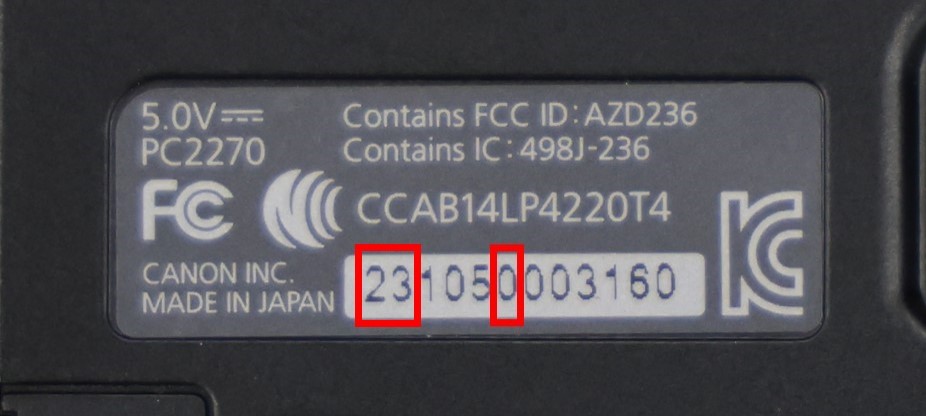 5.0V⎓
PC2270
Contains FCC ID: AZD236
Contains IC: 498J-236
FC
CCAB14LP4220T4
CANON INC.
MADE IN JAPAN
231050003160
KC